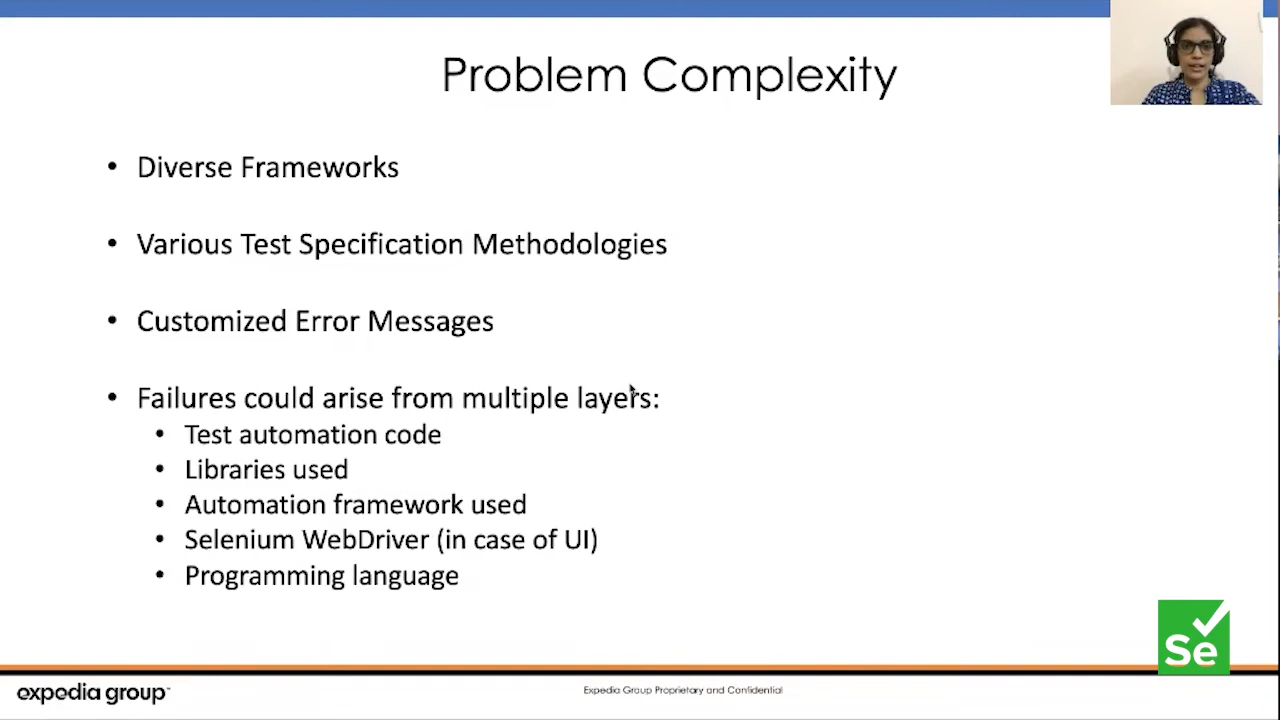 Problem Complexity
• Diverse Frameworks
• Various Test Specification Methodologies
• Customized Error Messages
• Failures could arise from multiple layers:
• Test automation code
• Libraries used
• Automation framework used
• Selenium WebDriver (in case of UI)
• Programming language
Se
expedia group™
Expedia Group Proprietary and Confidential